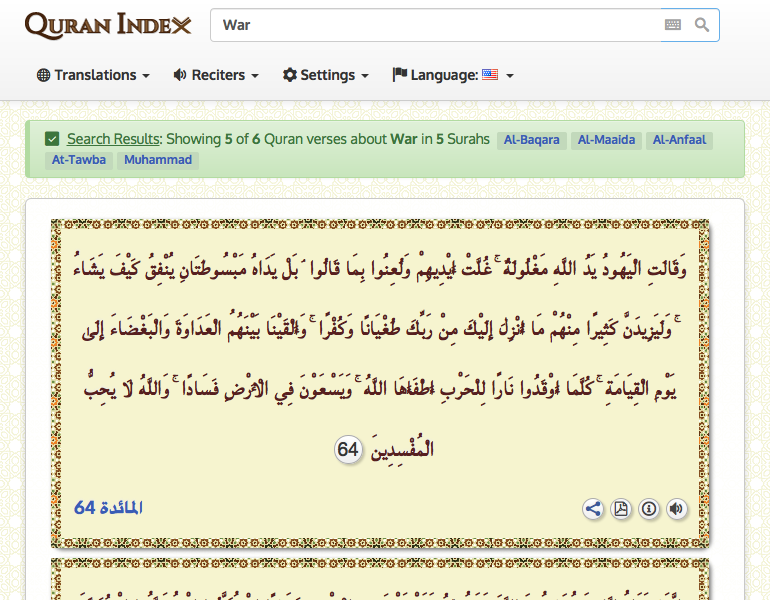 QURAN INDEX
War
Translations
Reciters
Settings
Language:
Search Results: Showing 5 of 6 Quran verses about War in 5 Surahs Al-Baqara Al-Maaida Al-Anfaal
At-Tawba Muhammad
وَقَالَتِ الْيَهُودُ يَدُ اللَّهِ مَغْلُولَةٌ ۚ غُلَّتْ أَيْدِيهِمْ وَلُعِنُوا بِمَا قَالُوا ۘ بَلْ يَدَاهُ مَبْسُوطَتَانِ يُنْفِقُ كَيْفَ يَشَاءُ
ۚ وَلَيَزِيدَنَّ كَثِيرًا مِنْهُمْ مَا أُنْزِلَ إِلَيْكَ مِنْ رَبِّكَ طُغْيَانًا وَكُفْرًا ۚ وَأَلْقَيْنَا بَيْنَهُمُ الْعَدَاوَةَ وَالْبَغْضَاءَ إِلَىٰ
يَوْمِ الْقِيَامَةِ ۚ كُلَّمَا أَوْقَدُوا نَارًا لِلْحَرْبِ أَطْفَأَهَا اللَّهُ ۚ وَيَسْعَوْنَ فِي الْأَرْضِ فَسَادًا ۚ وَاللَّهُ لَا يُحِبُّ
الْمُفْسِدِينَ 64
المائدة 64